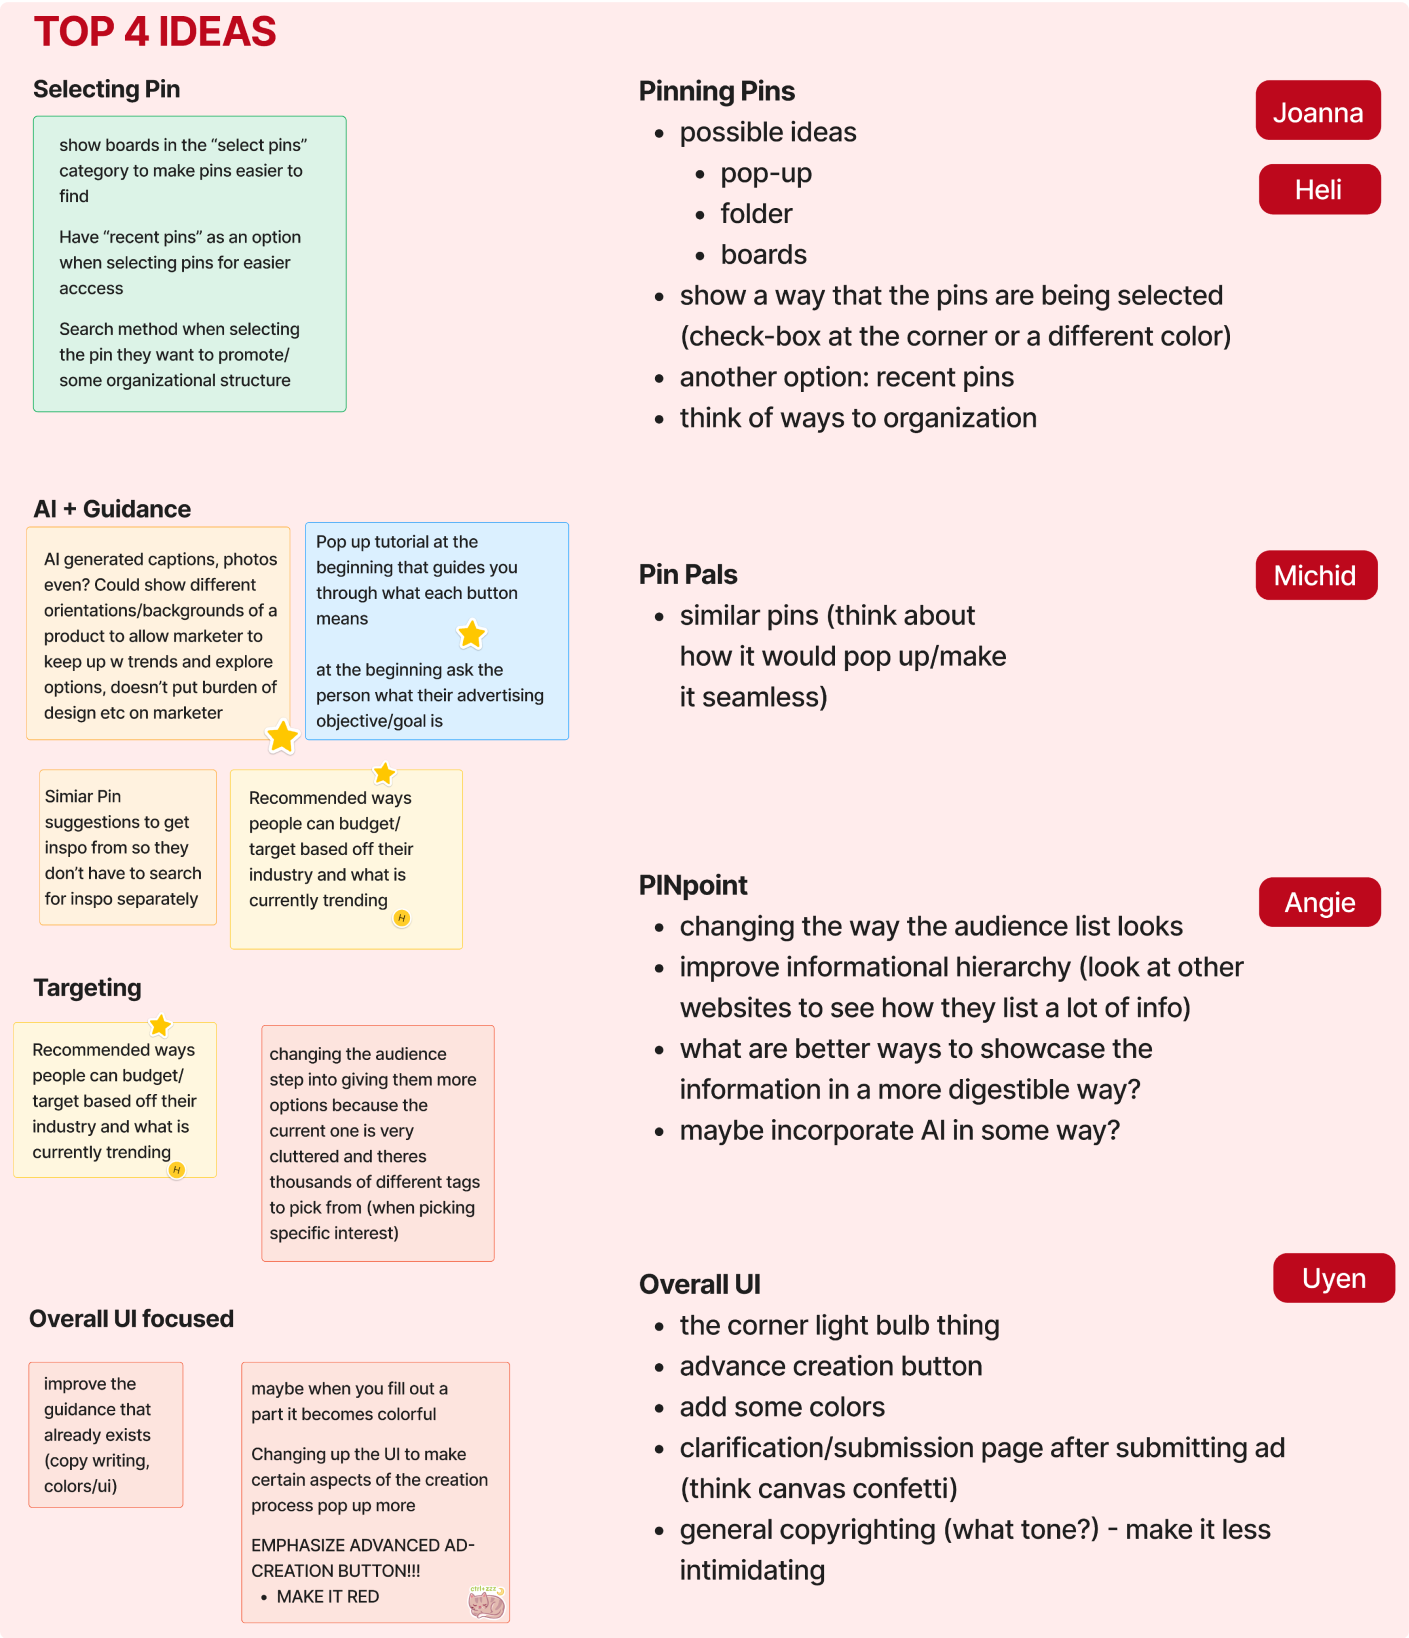 TOP 4 IDEAS
Selecting Pin
show boards in the “select pins”
category to make pins easier to
find
Have “recent pins” as an option
when selecting pins for easier
acccess
Search method when selecting
the pin they want to promote/
some organizational structure
AI + Guidance
AI generated captions, photos
even? Could show different
orientations/backgrounds of a
product to allow marketer to
keep up w trends and explore
options, doesn’t put burden of
design etc on marketer
Pop up tutorial at the
beginning that guides you
through what each button
means
at the beginning ask the
person what their advertising
objective/goal is
Simiar Pin
suggestions to get
inspo from so they
don’t have to search
for inspo separately
Recommended ways
people can budget/
target based off their
industry and what is
currently trending
H
Targeting
Recommended ways
people can budget/
target based off their
industry and what is
currently trending
H
changing the audience
step into giving them more
options because the
current one is very
cluttered and theres
thousands of different tags
to pick from (when picking
specific interest)
Overall UI focused
improve the
guidance that
already exists
(copy writing,
colors/ui)
maybe when you fill out a
part it becomes colorful
Changing up the UI to make
certain aspects of the creation
process pop up more
EMPHASIZE ADVANCED AD-
CREATION BUTTON!!!
• MAKE IT RED
ctrl+zzz
Pinning Pins
• possible ideas
• pop-up
• folder
• boards
• show a way that the pins are being selected
(check-box at the corner or a different color)
• another option: recent pins
• think of ways to organization
Joanna
Heli
Pin Pals
• similar pins (think about
how it would pop up/make
it seamless)
Michid
PINpoint
• changing the way the audience list looks
• improve informational hierarchy (look at other
websites to see how they list a lot of info)
• what are better ways to showcase the
information in a more digestible way?
• maybe incorporate AI in some way?
Angie
Overall UI
• the corner light bulb thing
• advance creation button
• add some colors
• clarification/submission page after submitting ad
(think canvas confetti)
• general copyrighting (what tone?) - make it less
intimidating
Uyen